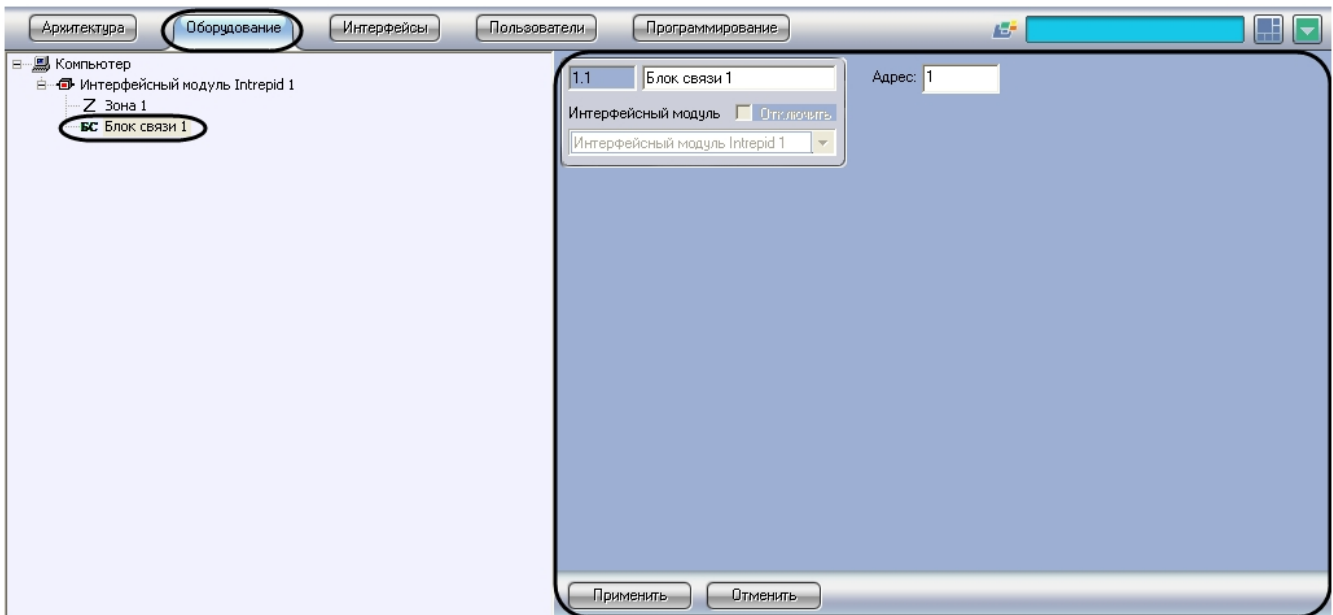 Архитектура Оборудование Интерфейсы Пользователи Программирование
Компьютер
Интерфейсный модуль Intrepid 1
Z Зона 1
БС Блок связи 1
1.1 Блок связи 1 Адрес: 1
Интерфейсный модуль Отключить
Интерфейсный модуль Intrepid 1
Применить Отменить